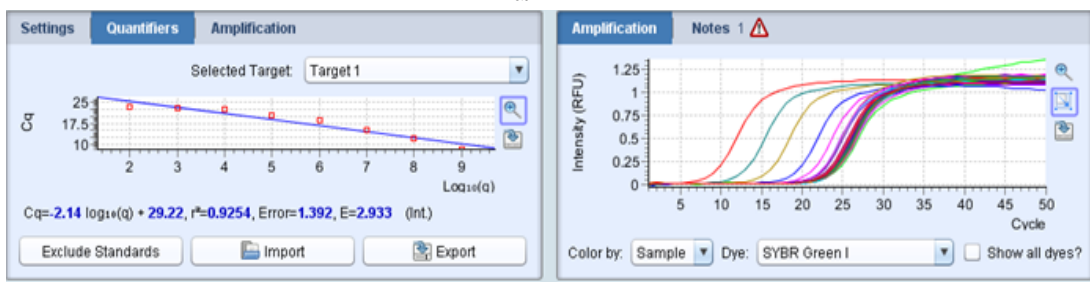 Settings Quantifiers Amplification
Selected Target: Target 1
Cq
25
17.5
10
2 3 4 5 6 7 8 9
Log₁₀(q)
Cq=-2.14 log₁₀(q) + 29.22, r²=0.9254, Error=1.392, E=2.933 (Int.)
Exclude Standards Import Export
Amplification Notes 1
Intensity (RFU)
1.25
1
0.75
0.5
0.25
0
5 10 15 20 25 30 35 40 45 50
Cycle
Color by: Sample Dye: SYBR Green I Show all dyes?